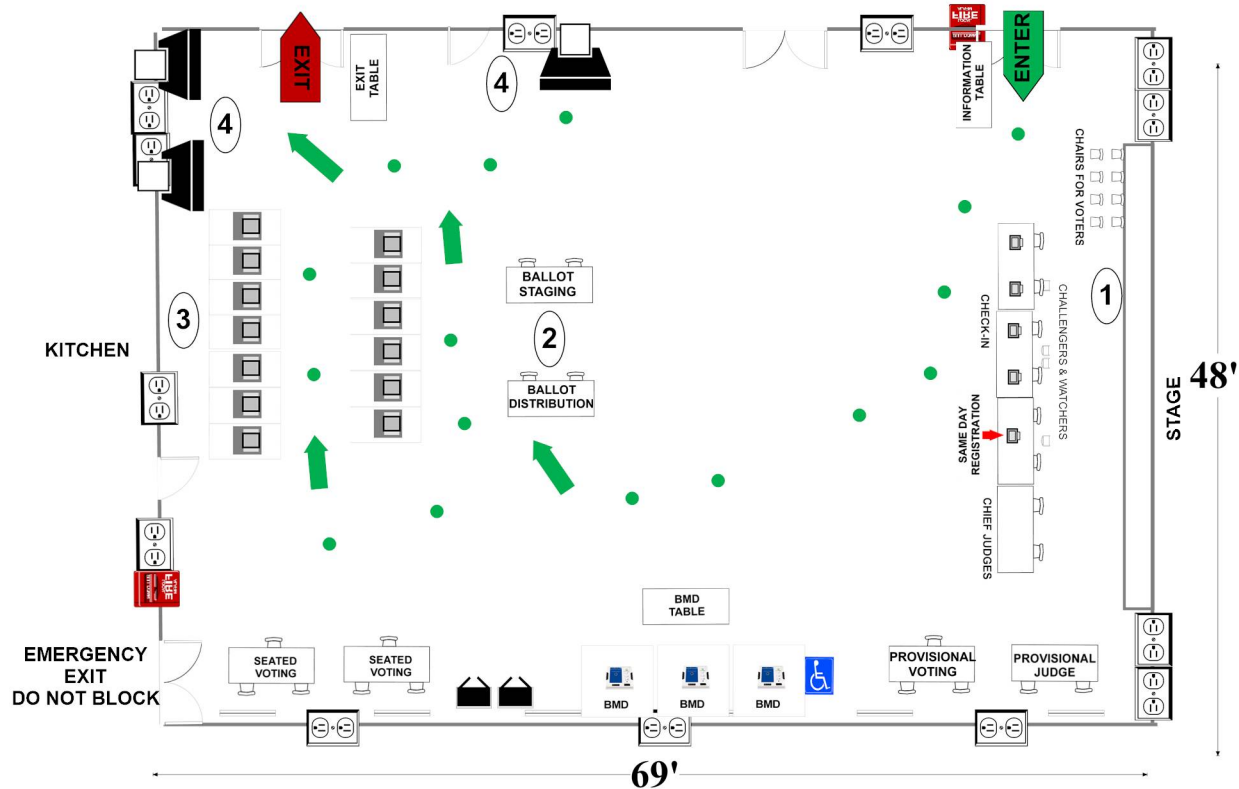 EXIT
EXIT
TABLE
4
4
FIRE
INFORMATION
TABLE
ENTER
CHAIRS FOR VOTERS
BALLOT
STAGING
3
2
1
CHECK-IN
CHALLENGERS & WATCHERS
KITCHEN
BALLOT
DISTRIBUTION
STAGE
48'
SAME DAY
REGISTRATION
CHIEF JUDGES
FIRE
BMD
TABLE
EMERGENCY
EXIT
DO NOT BLOCK
SEATED
VOTING
SEATED
VOTING
BMD
BMD
BMD
PROVISIONAL
VOTING
PROVISIONAL
JUDGE
69'